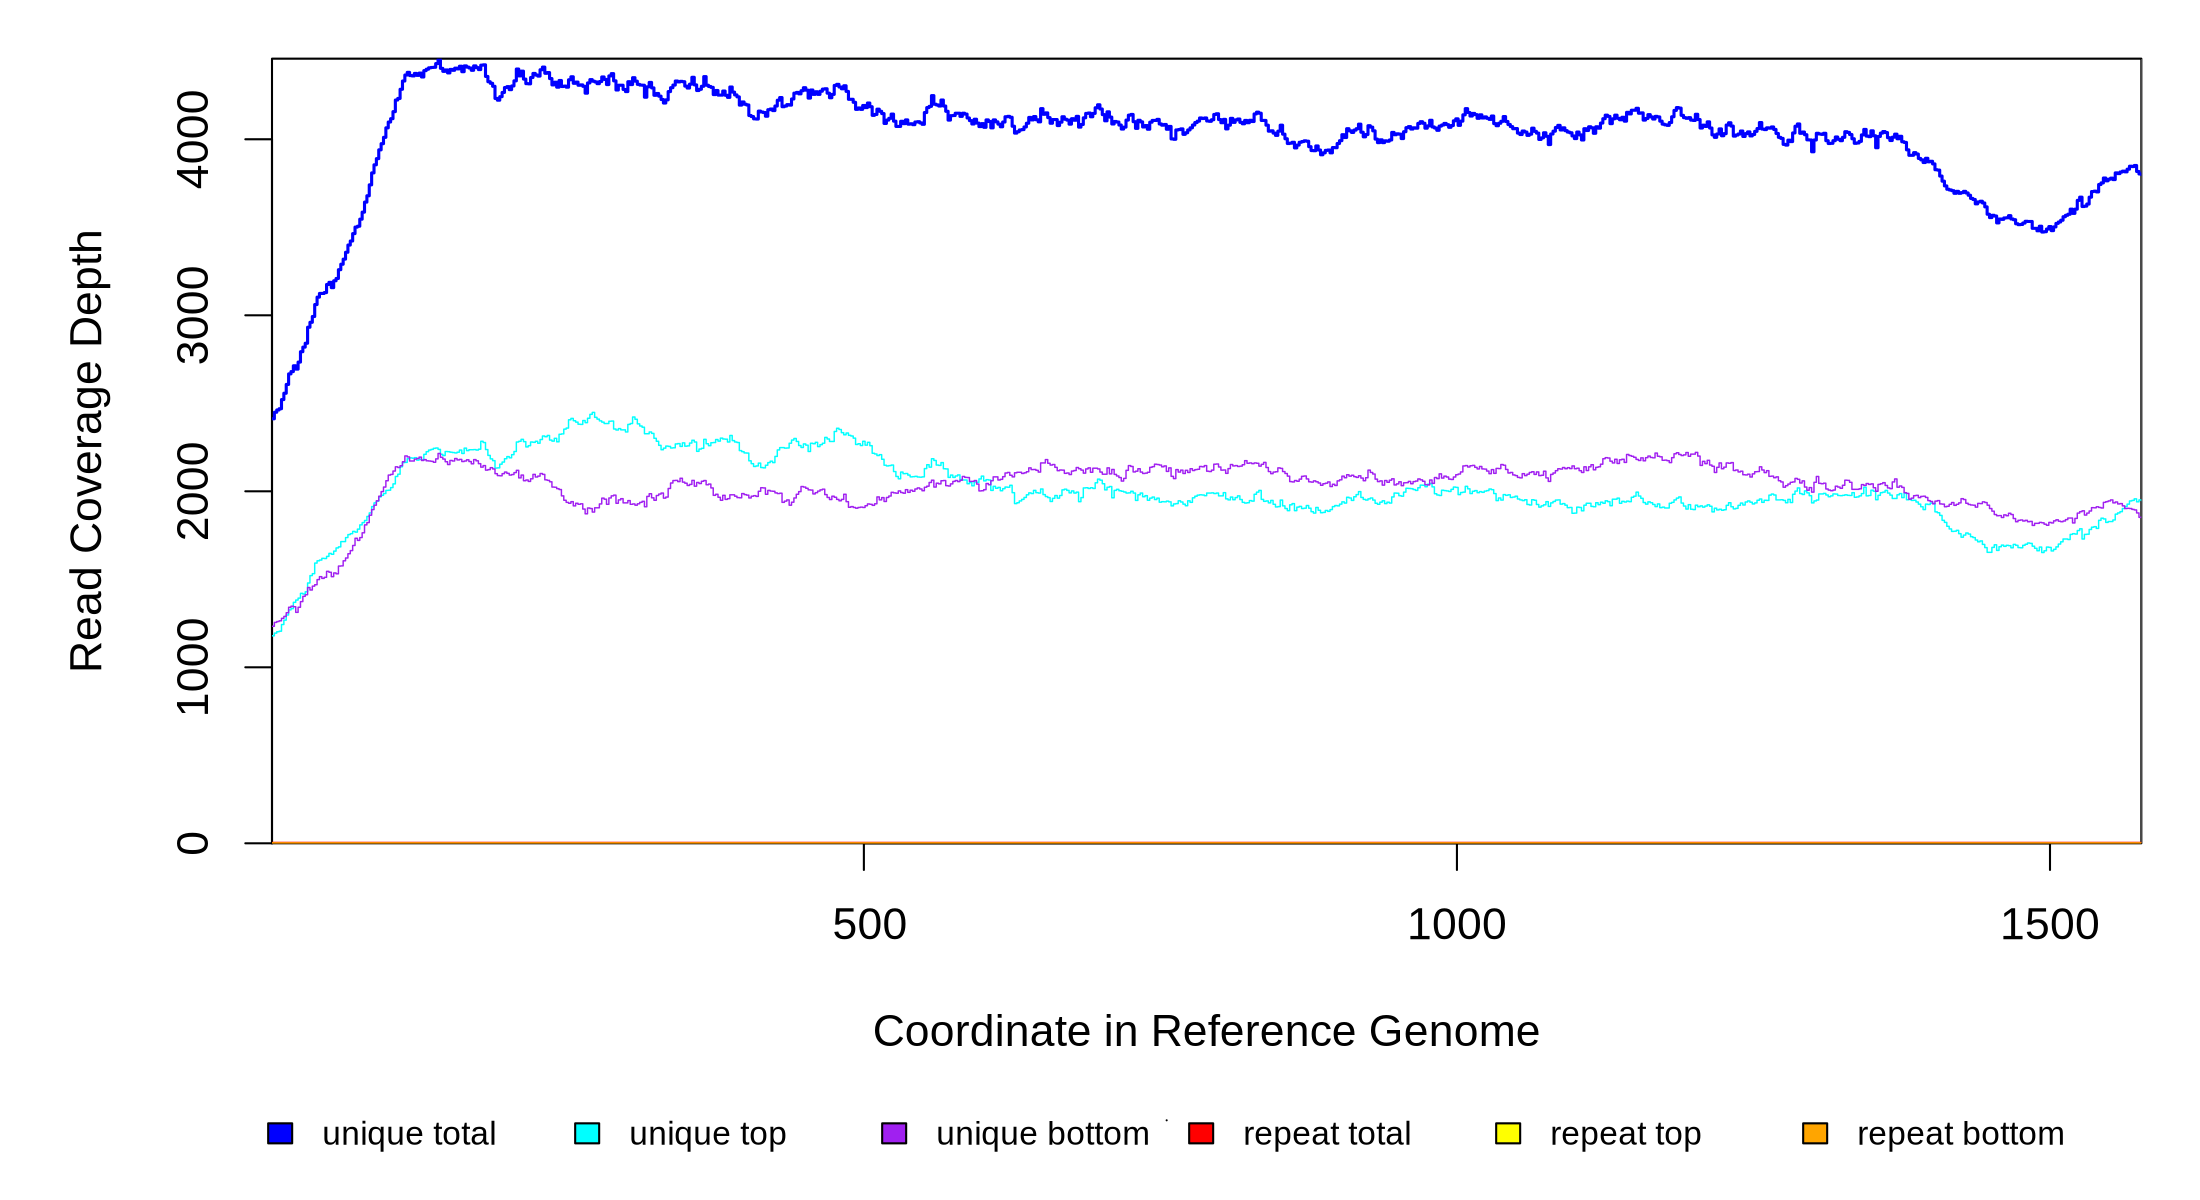 Read Coverage Depth
4000
3000
2000
1000
0
500 1000 1500
Coordinate in Reference Genome
unique total unique top unique bottom repeat total repeat top repeat bottom